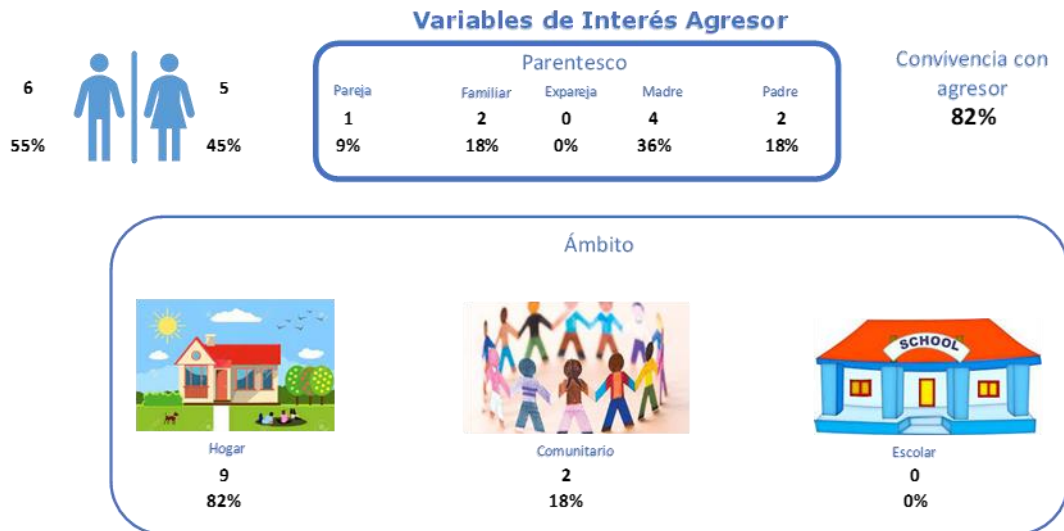 Variables de Interés Agresor
6
5
55%
45%
Parentesco
Pareja Familiar Expareja Madre Padre
1 2 0 4 2
9% 18% 0% 36% 18%
Convivencia con
agresor
82%
Ámbito
SCHOOL
Hogar Comunitario Escolar
9 2 0
82% 18% 0%